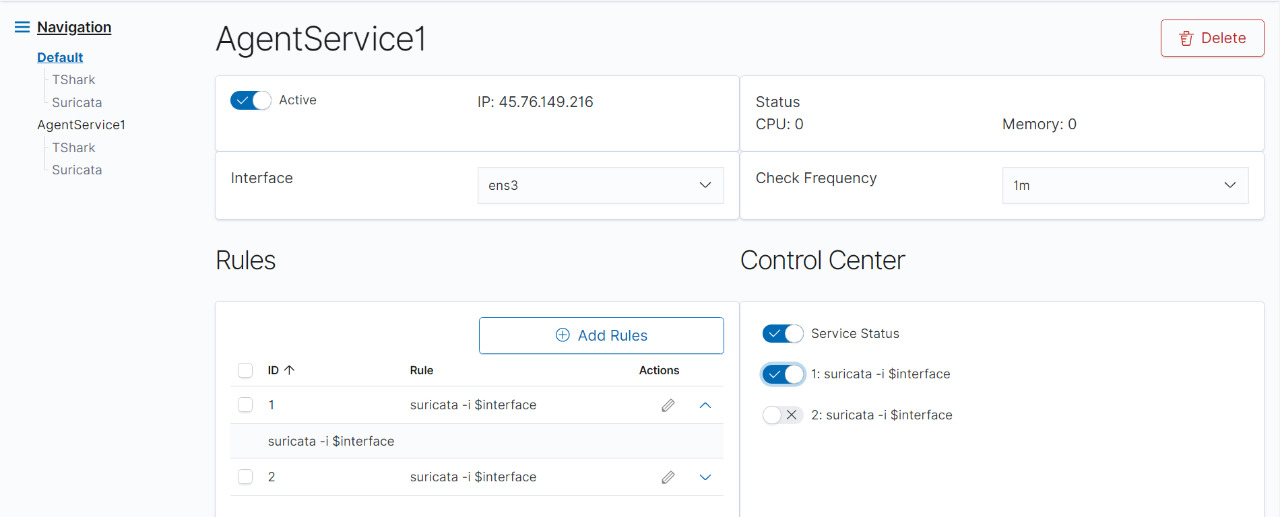 Navigation
Default
TShark
Suricata
AgentService1
TShark
Suricata
AgentService1
Delete
Active
IP: 45.76.149.216
Status
CPU: 0
Memory: 0
Interface
ens3
Check Frequency
1m
Rules
Add Rules
ID Rule Actions
1 suricata -i $interface
suricata -i $interface
2 suricata -i $interface
Control Center
Service Status
1: suricata -i $interface
2: suricata -i $interface